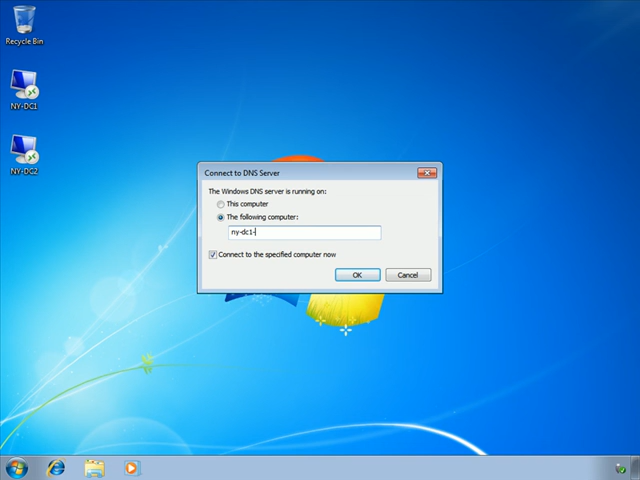 Recycle Bin
NY-DC1
NY-DC2
Connect to DNS Server
The Windows DNS server is running on:
This computer
The following computer:
ny-dc1-
Connect to the specified computer now
OK
Cancel